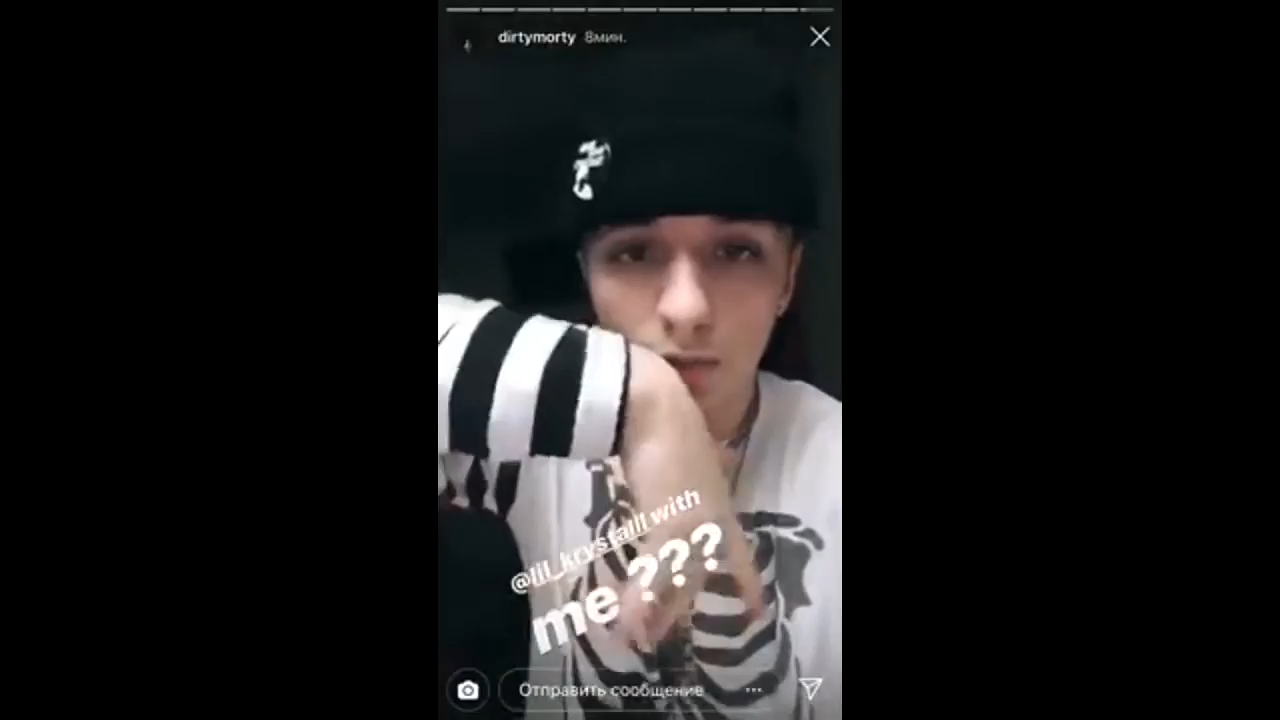 dirtymorty 8мин.
@lil_krystalll with
me ???
Отправить сообщение